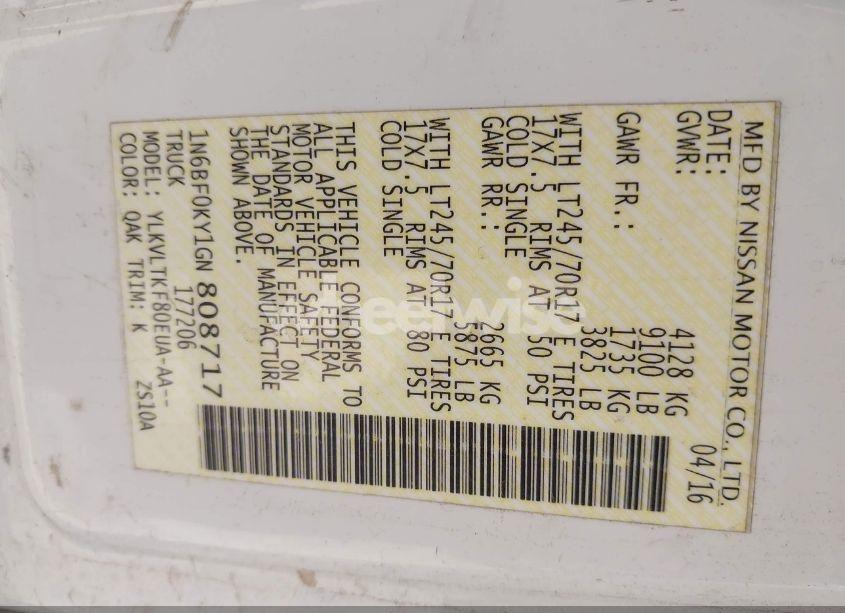 MFD BY NISSAN MOTOR CO., LTD.
DATE: 04/16
GVWR: 4128 KG
9100 LB
GAWR FR.: 1735 KG
3825 LB
WITH LT245/70R17 E TIRES
17X7.5 RIMS AT 50 PSI
COLD SINGLE
GAWR RR.: 2665 KG
5875 LB
WITH LT245/70R17 E TIRES
17X7.5 RIMS AT 80 PSI
COLD SINGLE
THIS VEHICLE CONFORMS TO
ALL APPLICABLE FEDERAL
MOTOR VEHICLE SAFETY
STANDARDS IN EFFECT ON
THE DATE OF MANUFACTURE
SHOWN ABOVE.
1N6BF0KY1GN808717
TRUCK 177206
MODEL: YLKVLTKF80EUA-AA--
COLOR: QAK TRIM: K ZS10A